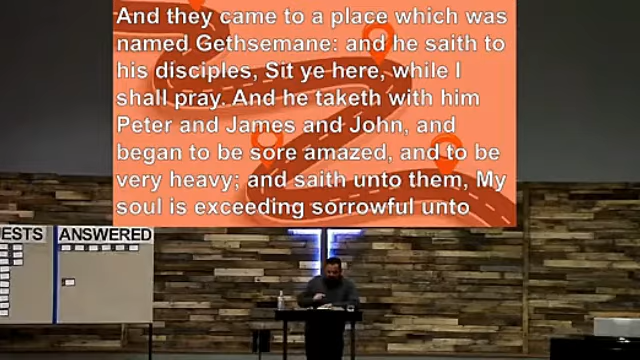 And they came to a place which was
named Gethsemane: and he saith to
his disciples, Sit ye here, while I
shall pray. And he taketh with him
Peter and James and John, and
began to be sore amazed, and to be
very heavy; and saith unto them, My
soul is exceeding sorrowful unto
UESTS
ANSWERED